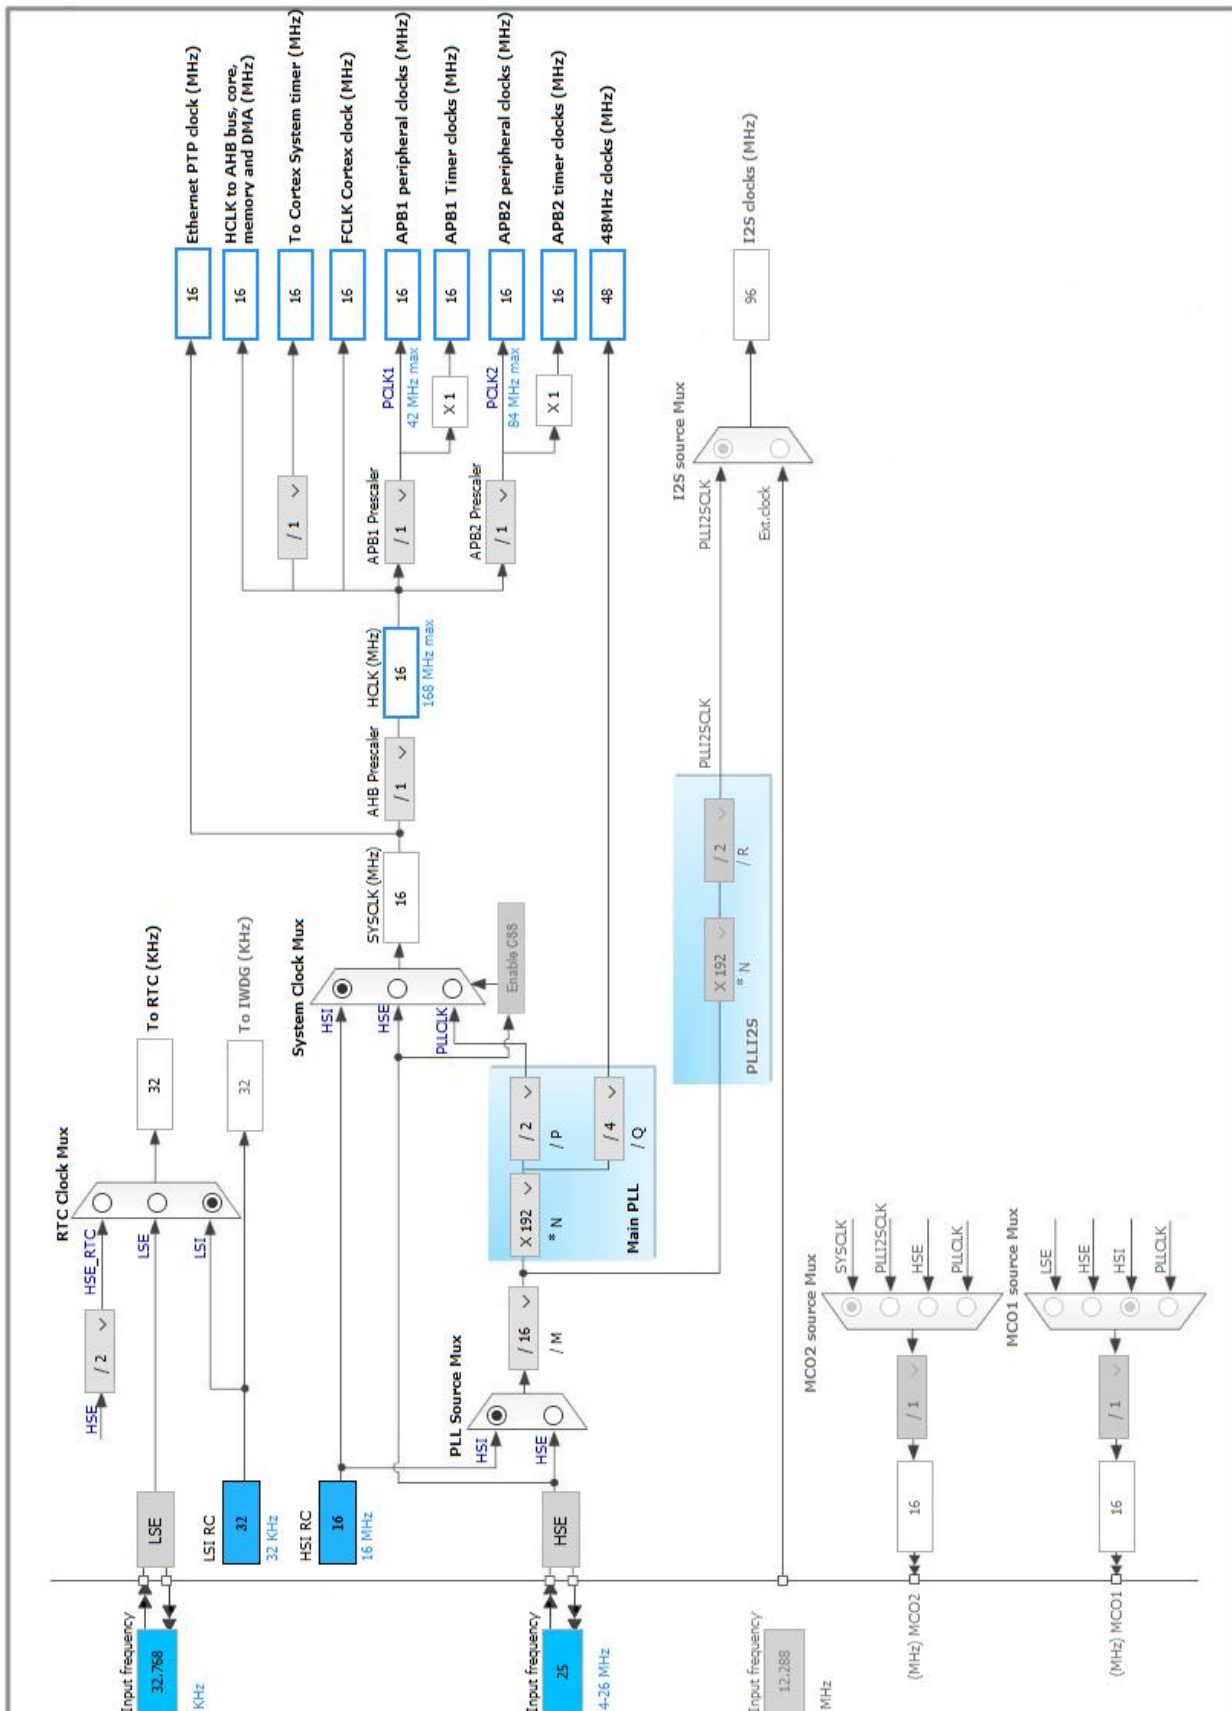 Input frequency
32.768
KHz
LSE
LSI RC
32
32 KHz
HSI RC
16
16 MHz
Input frequency
25
4-26 MHz
HSE
Input frequency
12.288
MHz
HSE
/ 2
HSE_RTC
LSE
LSI
RTC Clock Mux
32
To RTC (KHz)
32
To IWDG (KHz)
PLL Source Mux
HSI
HSE
/ 16
/ M
X 192
* N
/ 2
/ P
/ 4
/ Q
Main PLL
System Clock Mux
HSI
HSE
PLLCLK
Enable CSS
SYSCLK (MHz)
16
AHB Prescaler
/ 1
HCLK (MHz)
16
168 MHz max
/ 1
APB1 Prescaler
/ 1
PCLK1
42 MHz max
X 1
APB2 Prescaler
/ 1
PCLK2
84 MHz max
X 1
16
Ethernet PTP clock (MHz)
16
HCLK to AHB bus, core,
memory and DMA (MHz)
16
To Cortex System timer (MHz)
16
FCLK Cortex clock (MHz)
16
APB1 peripheral clocks (MHz)
16
APB1 Timer clocks (MHz)
16
APB2 peripheral clocks (MHz)
16
APB2 timer clocks (MHz)
48
48MHz clocks (MHz)
PLLI2S
X 192
* N
/ 2
/ R
PLLI2SCLK
PLLI2SCLK
Ext.clock
I2S source Mux
96
I2S clocks (MHz)
MCO2 source Mux
SYSCLK
PLLI2SCLK
HSE
PLLCLK
/ 1
16
(MHz) MCO2
MCO1 source Mux
LSE
HSE
HSI
PLLCLK
/ 1
16
(MHz) MCO1